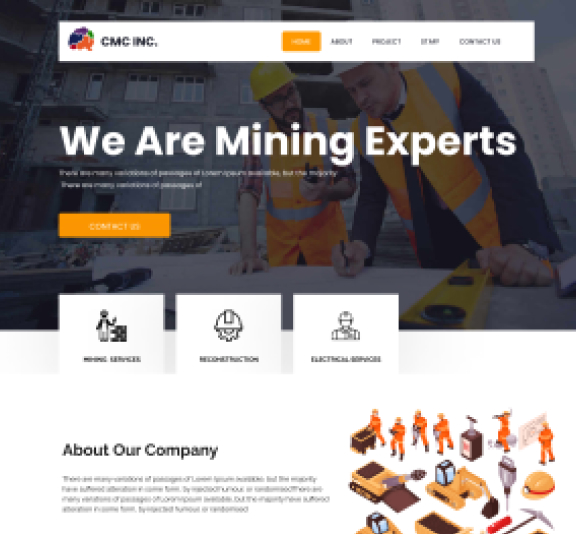 CMC INC.
HOME ABOUT PROJECT STAFF CONTACT US
We Are Mining Experts
There are many variations of passages of Lorem Ipsum available, but the majority
There are many variations of passages of
CONTACT US
MINING SERVICES RECONSTRUCTION ELECTRICAL SERVICES
About Our Company
There are many variations of passages of Lorem Ipsum available, but the majority
have suffered alteration in some form, by injected humour, or randomised There are
many variations of passages of Lorem Ipsum available, but the majority have suffered
alteration in some form, by injected humour, or randomised